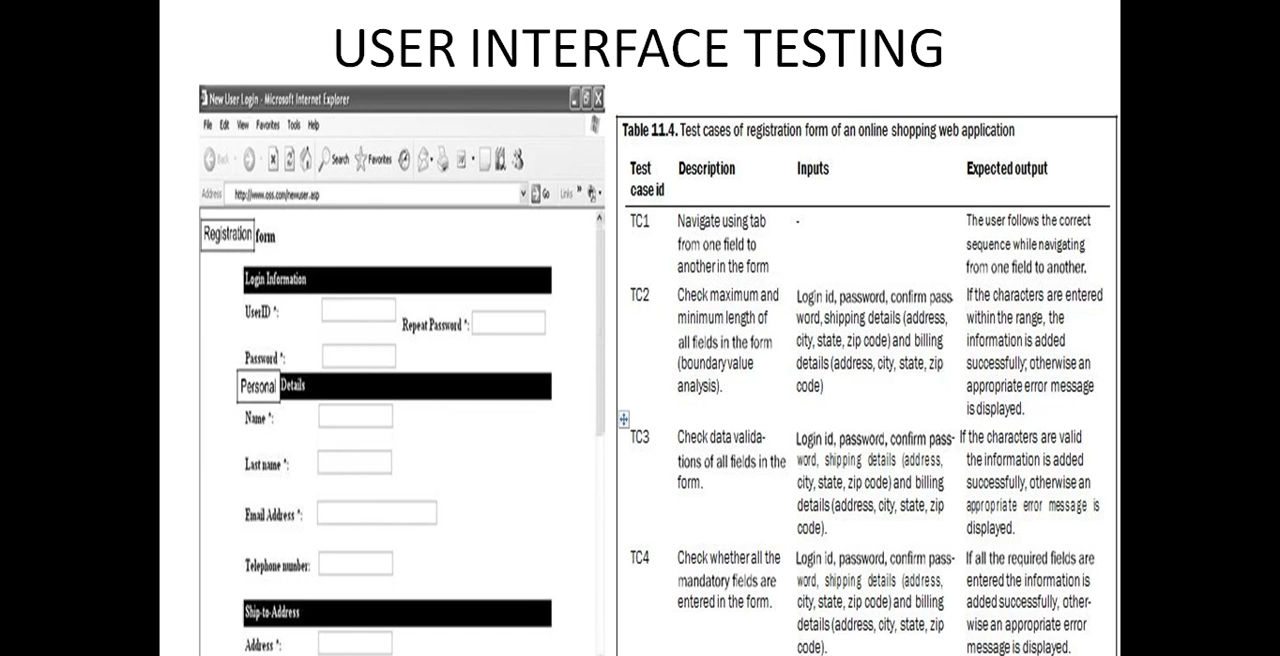 USER INTERFACE TESTING
New User Login - Microsoft Internet Explorer
File Edit View Favorites Tools Help
Back Search Favorites
Address http://www.oss.com/newuser.asp Go Links »
Registration form
Login Information
UserID *:
Repeat Password *:
Password *:
Personal Details
Name *:
Last name *:
Email Address *:
Telephone number:
Ship-to-Address
Address *:
Table 11.4. Test cases of registration form of an online shopping web application
Test Description Inputs Expected output
case id
TC1 Navigate using tab - The user follows the correct
from one field to sequence while navigating
another in the form from one field to another.
TC2 Check maximum and Login id, password, confirm pass If the characters are entered
minimum length of word, shipping details (address, within the range, the
all fields in the form city, state, zip code) and billing information is added
(boundary value details (address, city, state, zip successfully; otherwise an
analysis). code) appropriate error message
is displayed.
TC3 Check data valida- Login id, password, confirm pass- If the characters are valid
tions of all fields in the word, shipping details (address, the information is added
form. city, state, zip code) and billing successfully, otherwise an
details (address, city, state, zip appropriate error message is
code). displayed.
TC4 Check whether all the Login id, password, confirm pass- If all the required fields are
mandatory fields are word, shipping details (address, entered the information is
entered in the form. city, state, zip code) and billing added successfully, other-
details (address, city, state, zip wise an appropriate error
code). message is displayed.